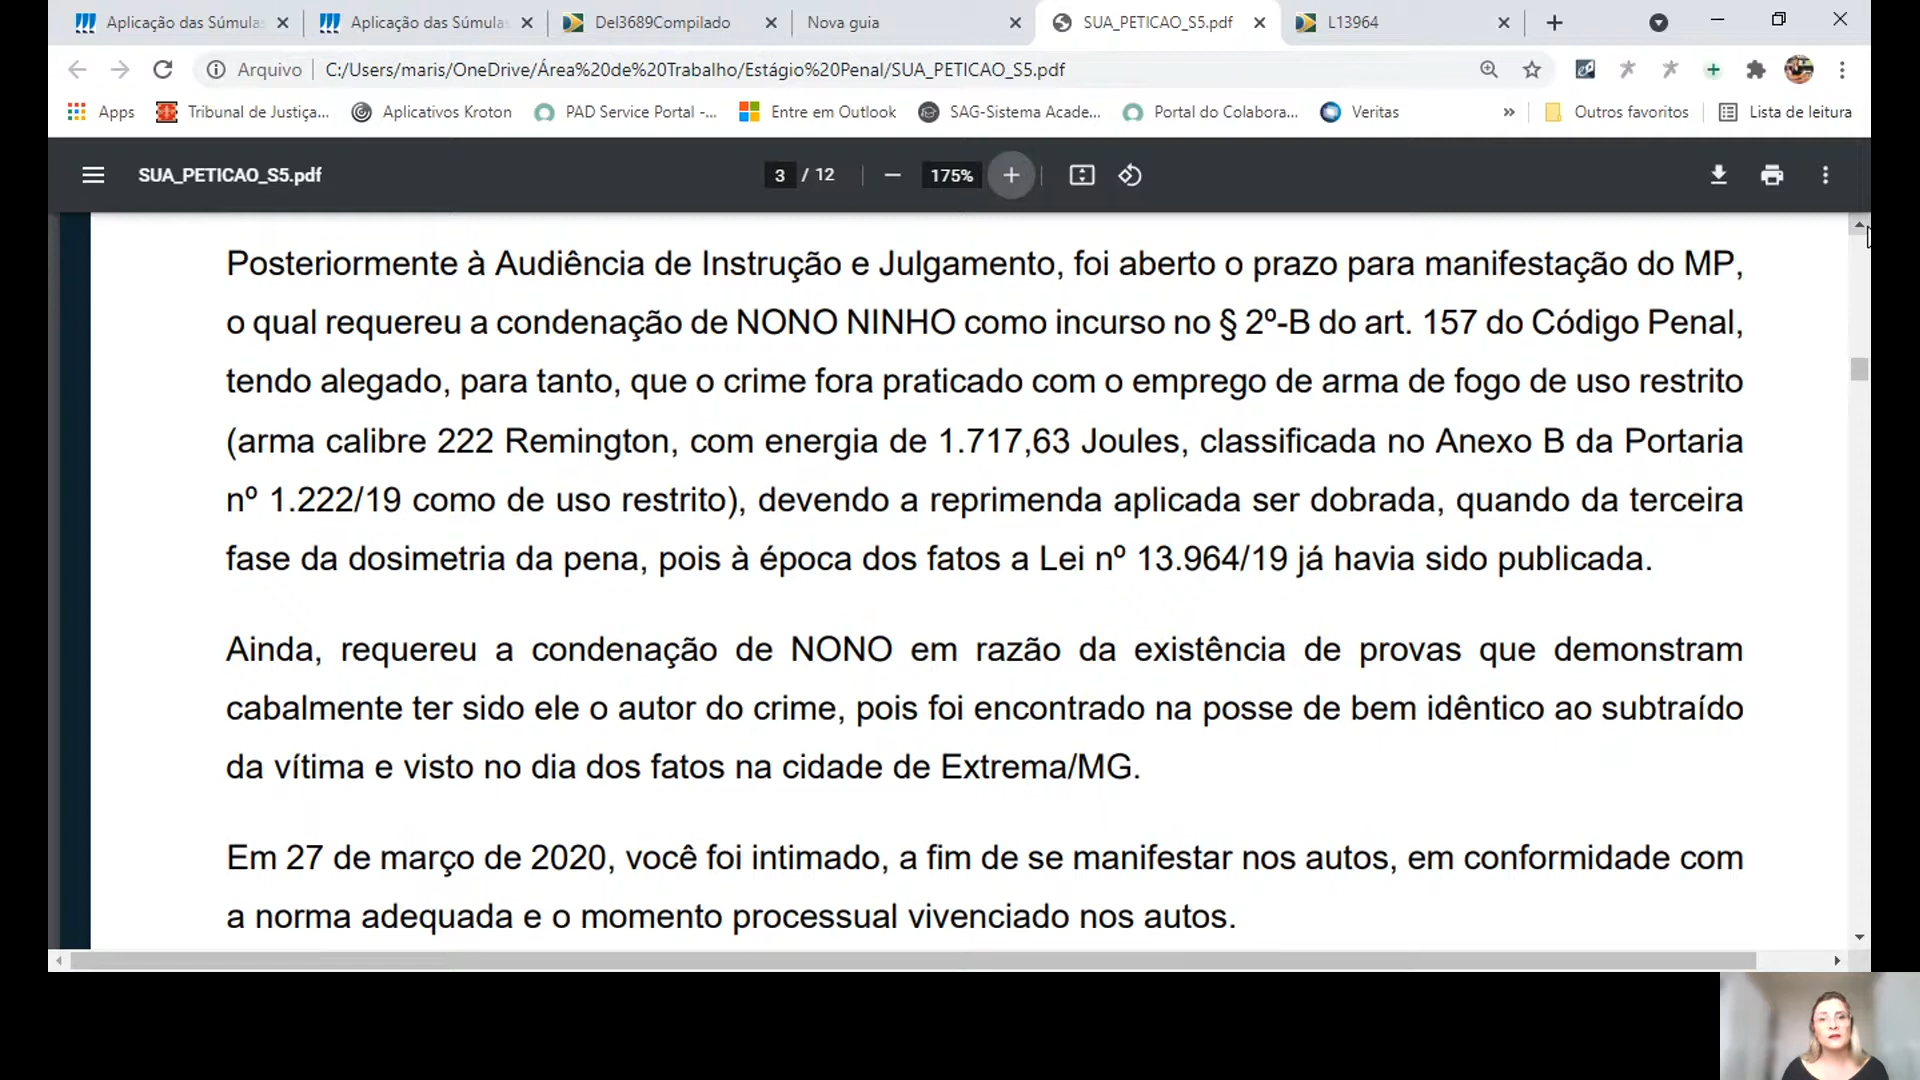 Aplicação das Súmulas
Aplicação das Súmulas
Del3689Compilado
Nova guia
SUA_PETICAO_S5.pdf
L13964
Arquivo
C:/Users/maris/OneDrive/Área%20de%20Trabalho/Estágio%20Penal/SUA_PETICAO_S5.pdf
Apps
Tribunal de Justiça...
Aplicativos Kroton
PAD Service Portal -...
Entre em Outlook
SAG-Sistema Acade...
Portal do Colabora...
Veritas
»
Outros favoritos
Lista de leitura
SUA_PETICAO_S5.pdf
3 / 12
175%
Posteriormente à Audiência de Instrução e Julgamento, foi aberto o prazo para manifestação do MP,
o qual requereu a condenação de NONO NINHO como incurso no § 2º-B do art. 157 do Código Penal,
tendo alegado, para tanto, que o crime fora praticado com o emprego de arma de fogo de uso restrito
(arma calibre 222 Remington, com energia de 1.717,63 Joules, classificada no Anexo B da Portaria
nº 1.222/19 como de uso restrito), devendo a reprimenda aplicada ser dobrada, quando da terceira
fase da dosimetria da pena, pois à época dos fatos a Lei nº 13.964/19 já havia sido publicada.
Ainda, requereu a condenação de NONO em razão da existência de provas que demonstram
cabalmente ter sido ele o autor do crime, pois foi encontrado na posse de bem idêntico ao subtraído
da vítima e visto no dia dos fatos na cidade de Extrema/MG.
Em 27 de março de 2020, você foi intimado, a fim de se manifestar nos autos, em conformidade com
a norma adequada e o momento processual vivenciado nos autos.